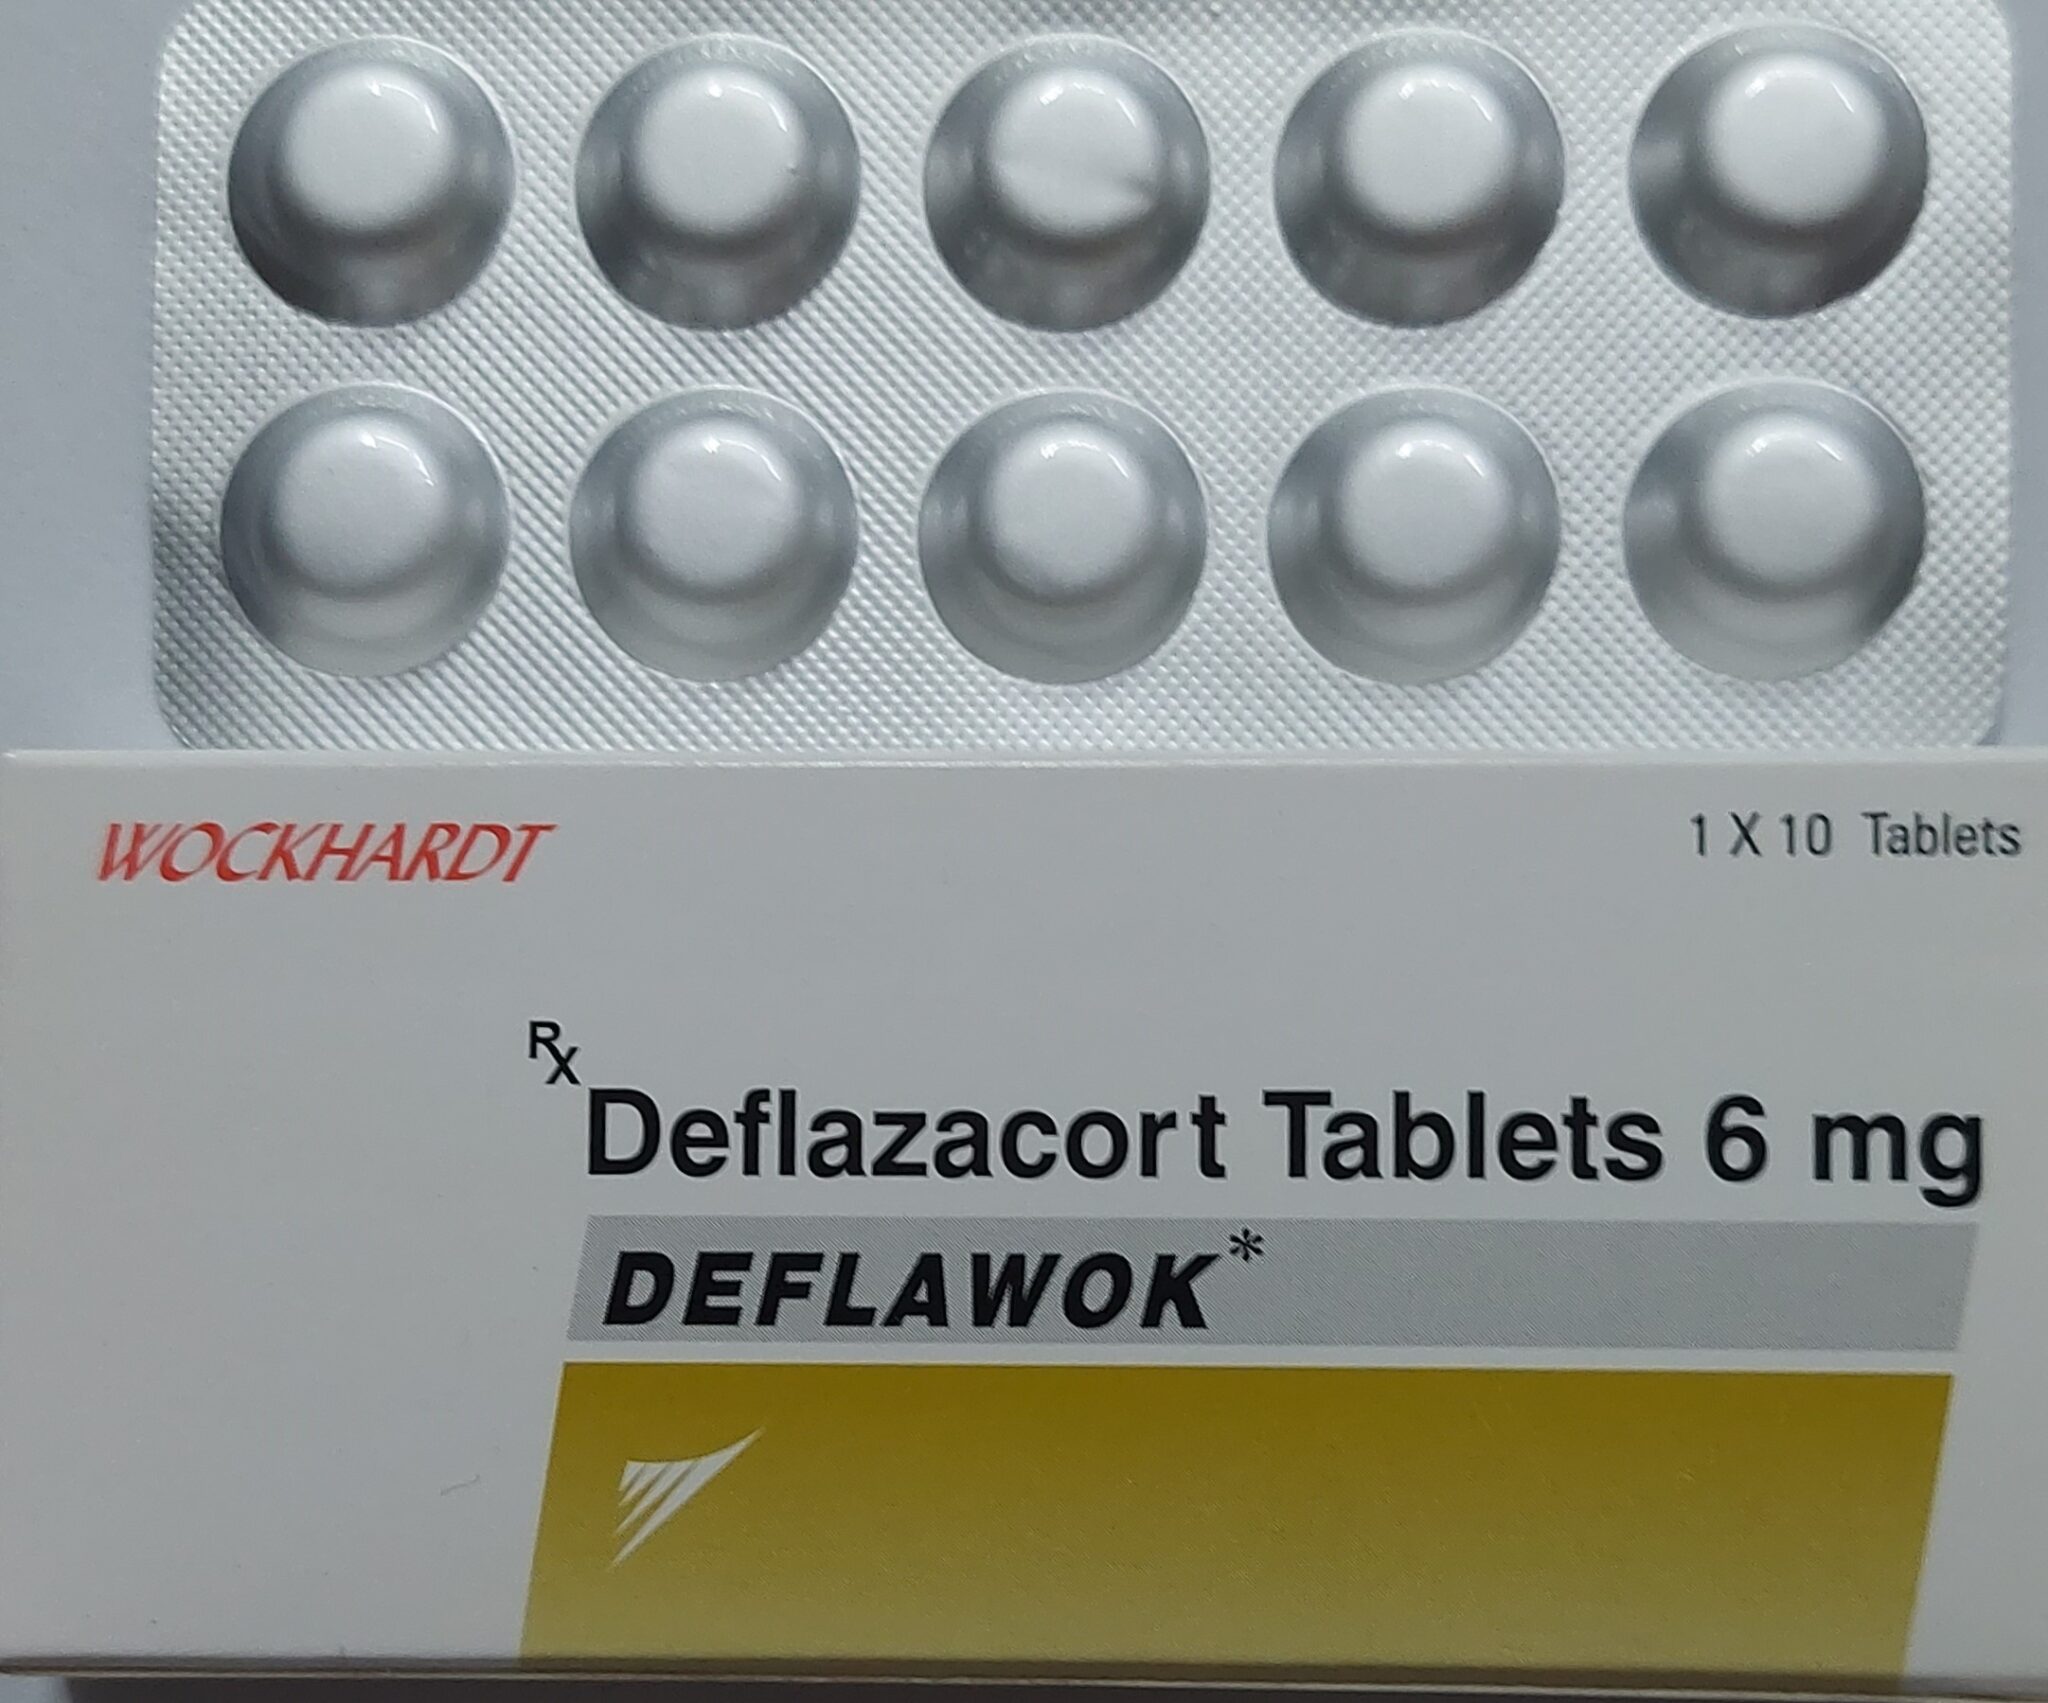 WOCKHARDT
1 X 10 Tablets
Rx
Deflazacort Tablets 6 mg
DEFLAWOK*